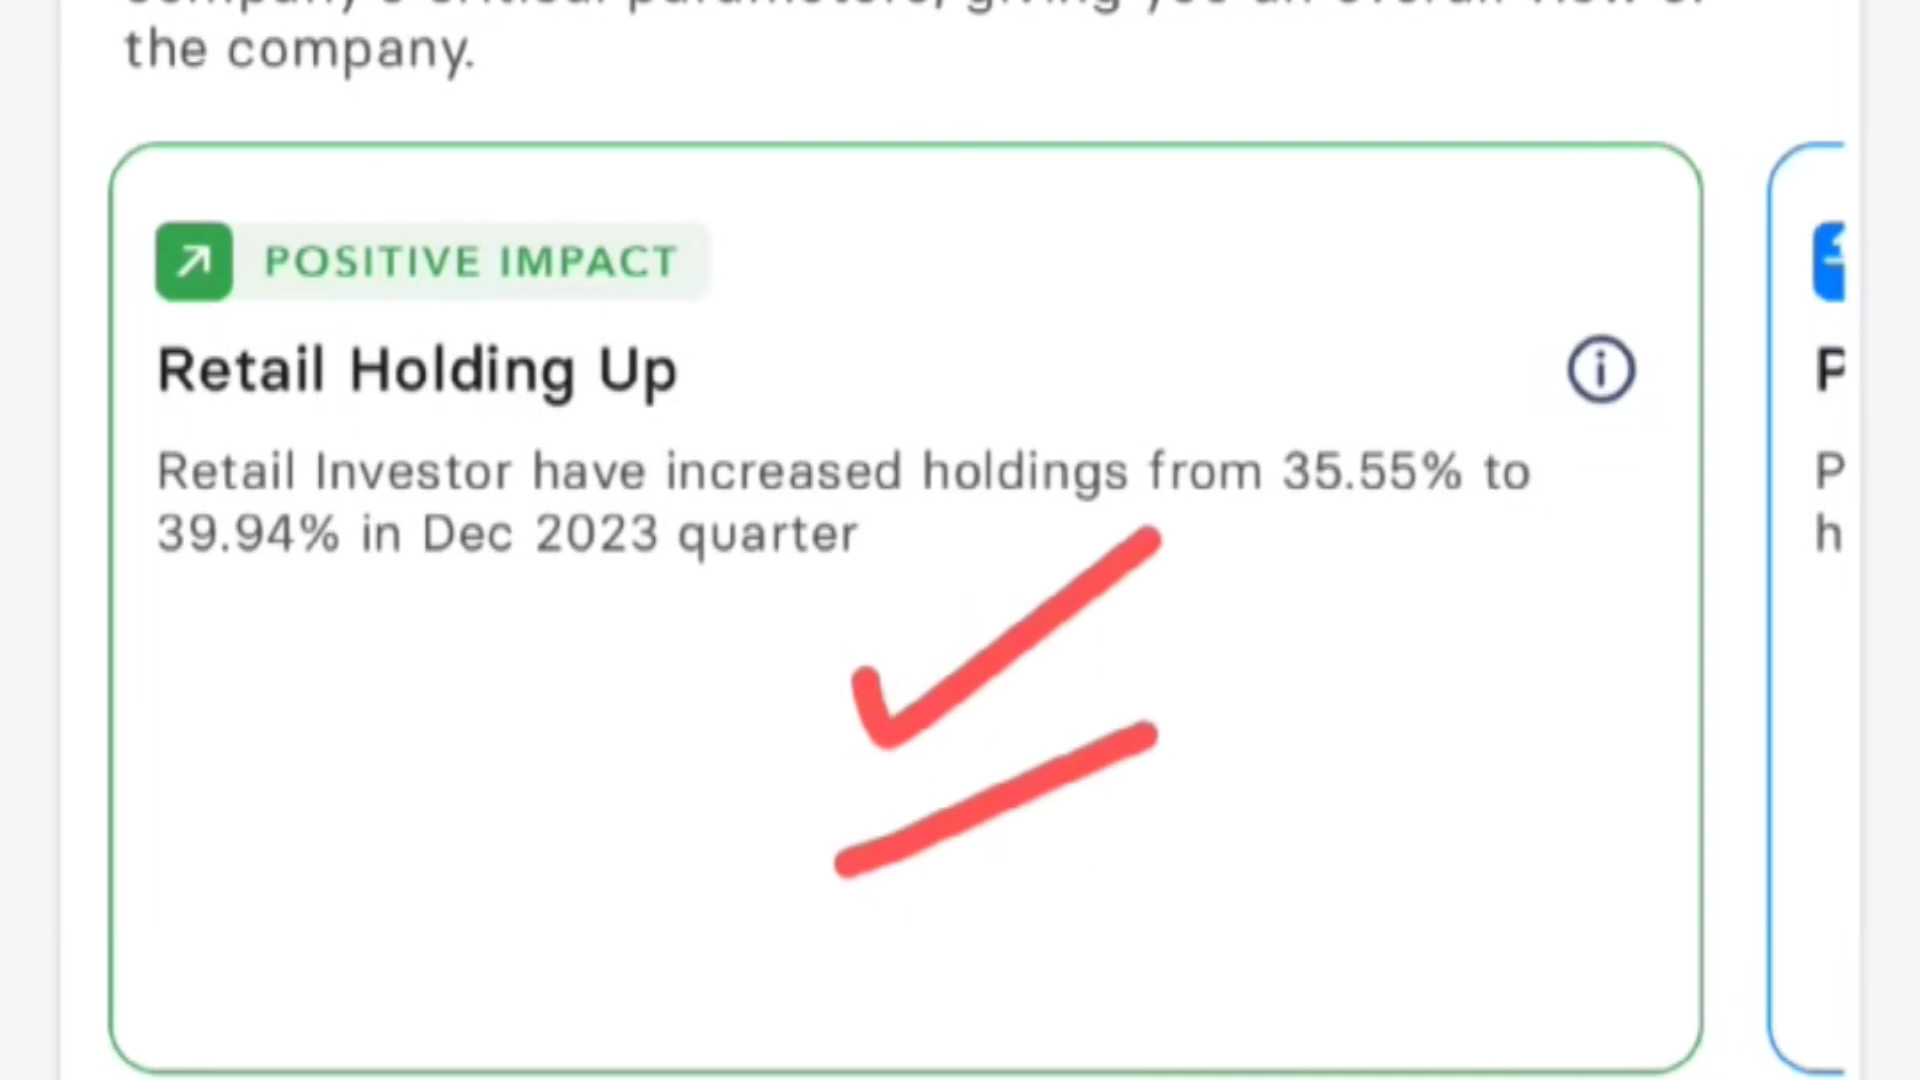 the company.
POSITIVE IMPACT
Retail Holding Up
Retail Investor have increased holdings from 35.55% to
39.94% in Dec 2023 quarter
P
P
h